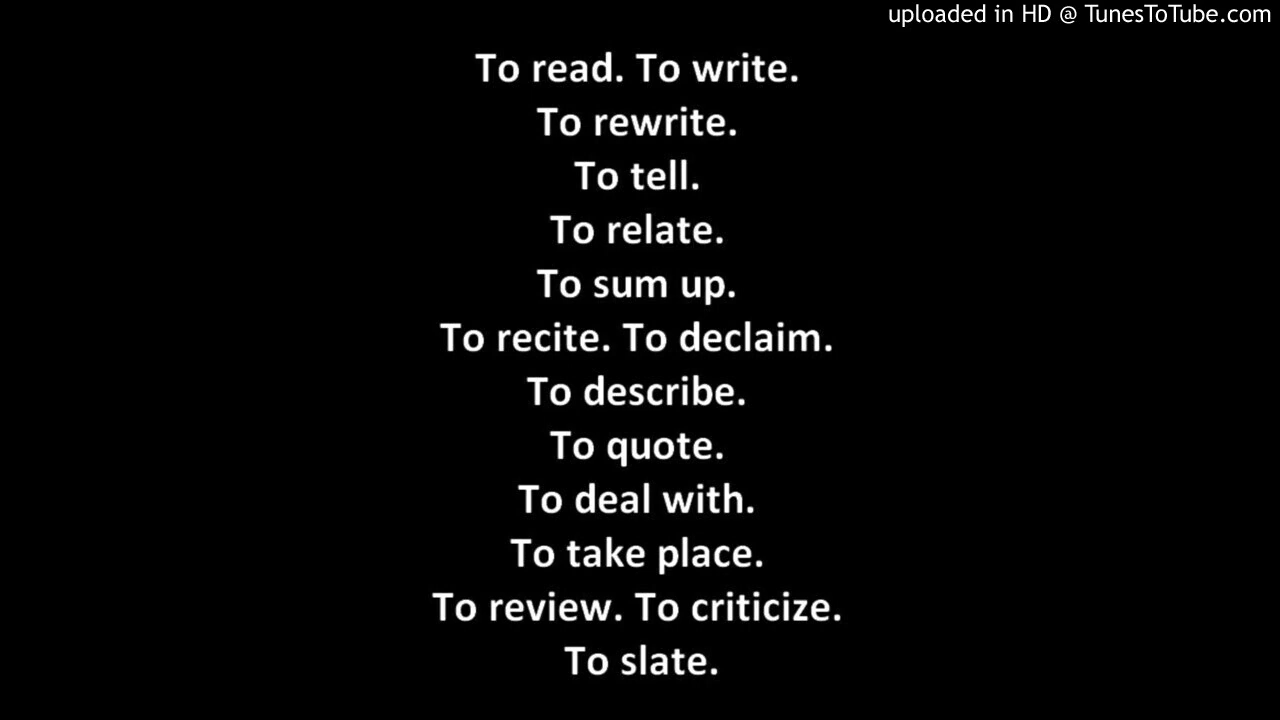 uploaded in HD @ TunesToTube.com
To read. To write.
To rewrite.
To tell.
To relate.
To sum up.
To recite. To declaim.
To describe.
To quote.
To deal with.
To take place.
To review. To criticize.
To slate.